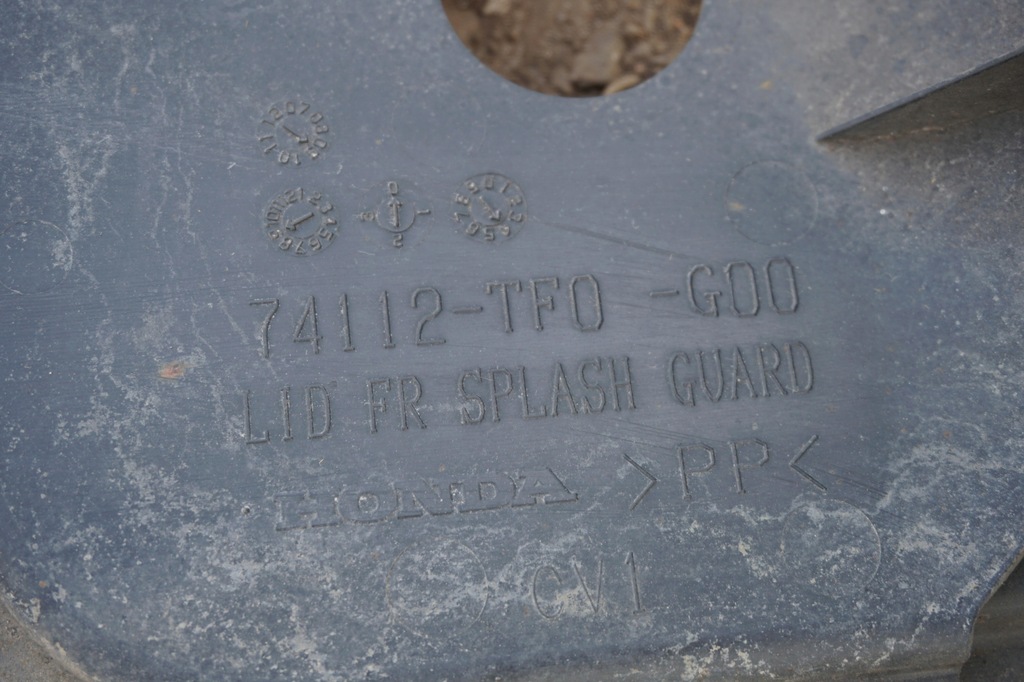 74112-TF0 -G00
LID FR SPLASH GUARD
HONDA >PP<
CV1